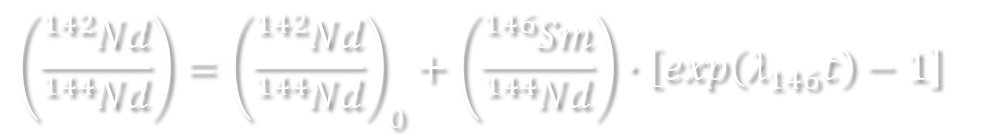 (¹⁴²Nd/¹⁴⁴Nd) = (¹⁴²Nd/¹⁴⁴Nd)₀ + (¹⁴⁶Sm/¹⁴⁴Nd) · [exp(λ₁₄₆t) − 1]